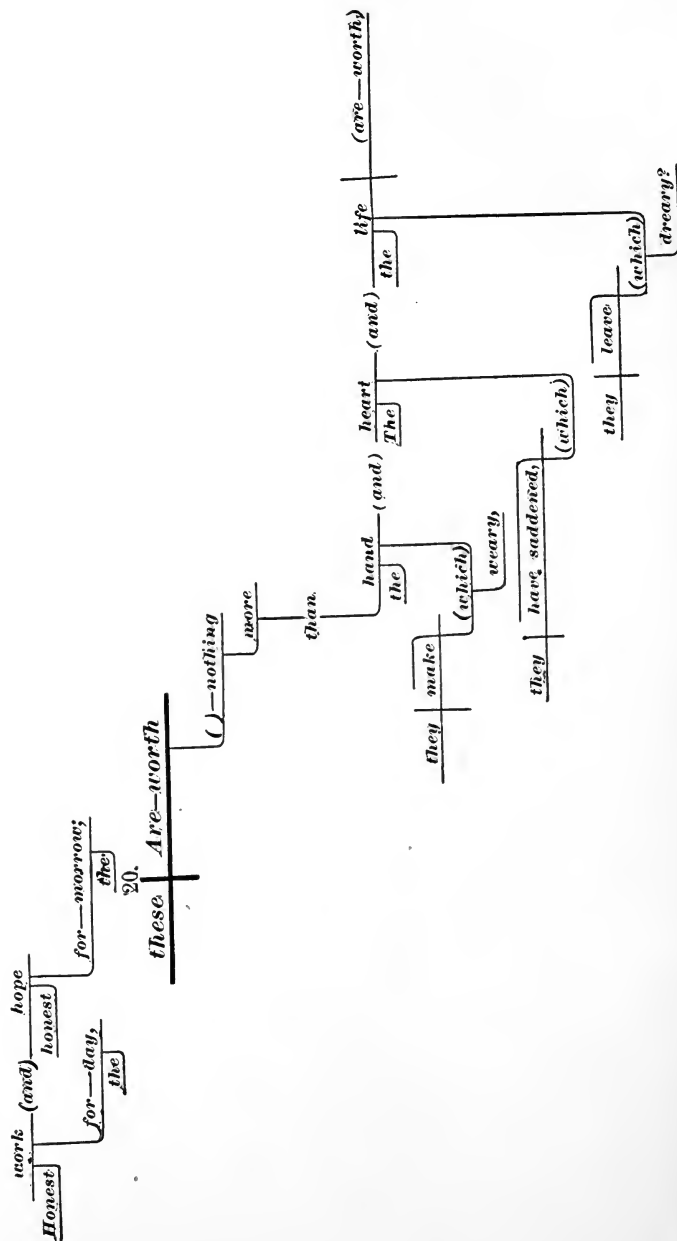 work (and) hope
Honest
honest
for—day,
the
for—morrow;
the
20.
these Are—worth
( )—nothing
more
than
hand (and) heart (and) life (are—worth,)
the
The
the
they make (which)
weary,
they have saddened, (which)
they leave (which)
dreary?